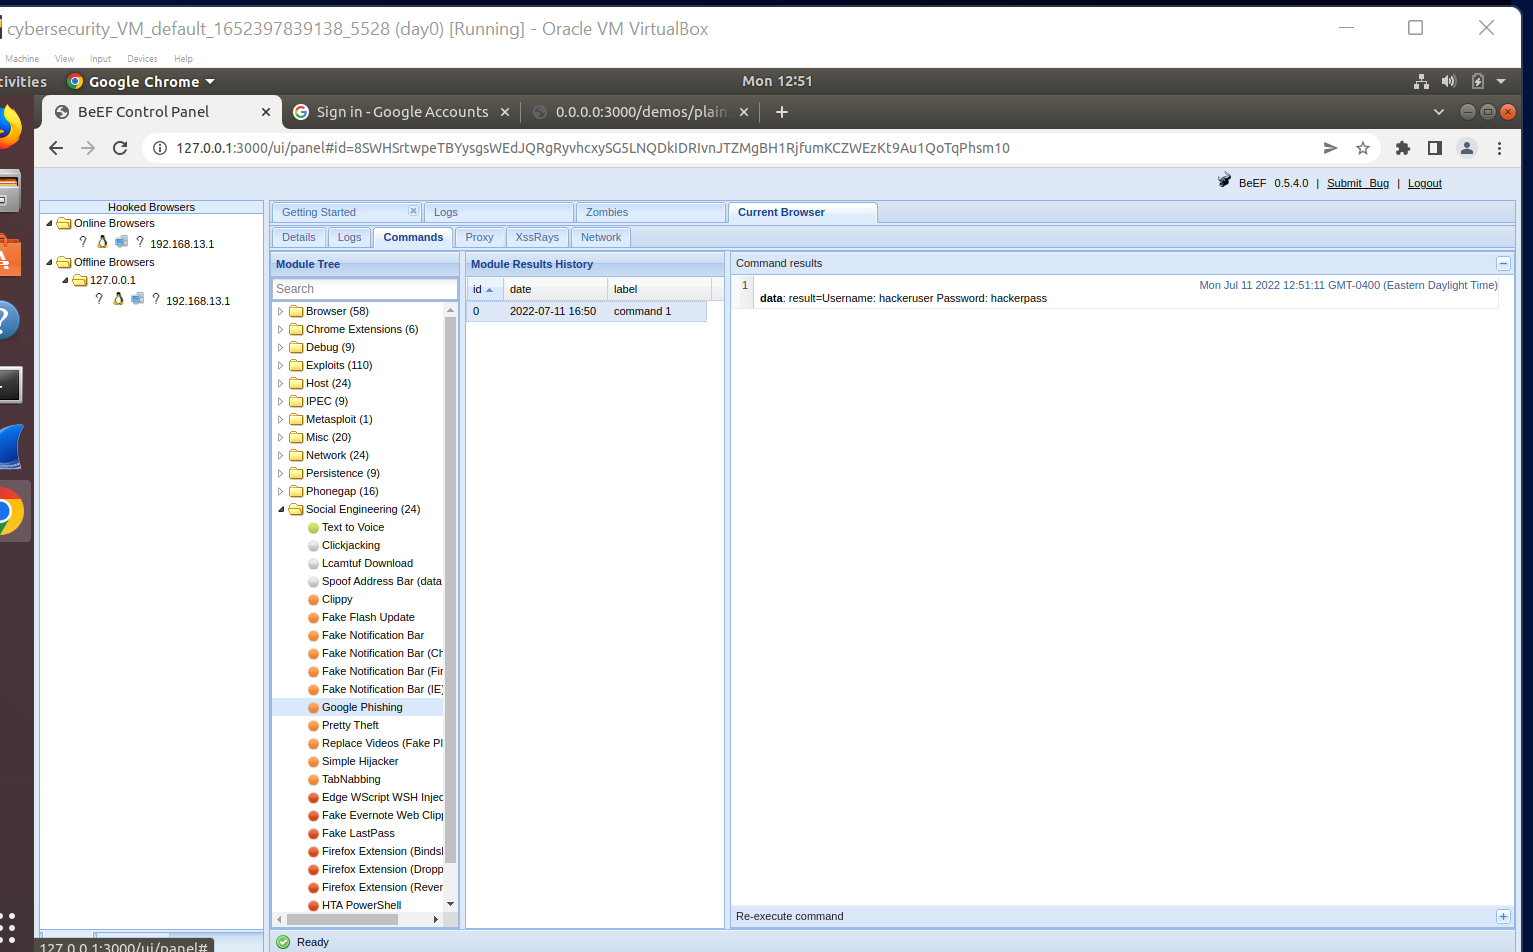 cybersecurity_VM_default_1652397839138_5528 (day0) [Running] - Oracle VM VirtualBox
Machine View Input Devices Help
tivities Google Chrome Mon 12:51
BeEF Control Panel Sign in - Google Accounts 0.0.0.0:3000/demos/plain
127.0.0.1:3000/ui/panel#id=8SWHSrtwpeTBYysgsWEdJQRgRyvhcxySG5LNQDkIDRIvnJTZMgBH1RjfumKCZWEzKt9Au1QoTqPhsm10
BeEF 0.5.4.0 | Submit Bug | Logout
Hooked Browsers
Online Browsers
? ? 192.168.13.1
Offline Browsers
127.0.0.1
? ? 192.168.13.1
Getting Started Logs Zombies Current Browser
Details Logs Commands Proxy XssRays Network
Module Tree
Search
Browser (58)
Chrome Extensions (6)
Debug (9)
Exploits (110)
Host (24)
IPEC (9)
Metasploit (1)
Misc (20)
Network (24)
Persistence (9)
Phonegap (16)
Social Engineering (24)
Text to Voice
Clickjacking
Lcamtuf Download
Spoof Address Bar (data
Clippy
Fake Flash Update
Fake Notification Bar
Fake Notification Bar (Ch
Fake Notification Bar (Fir
Fake Notification Bar (IE)
Google Phishing
Pretty Theft
Replace Videos (Fake Pl
Simple Hijacker
TabNabbing
Edge WScript WSH Injec
Fake Evernote Web Clipp
Fake LastPass
Firefox Extension (Bindsl
Firefox Extension (Dropp
Firefox Extension (Rever
HTA PowerShell
Module Results History
id date label
0 2022-07-11 16:50 command 1
Command results
1 Mon Jul 11 2022 12:51:11 GMT-0400 (Eastern Daylight Time)
data: result=Username: hackeruser Password: hackerpass
Re-execute command
Ready
127.0.0.1:3000/ui/panel#